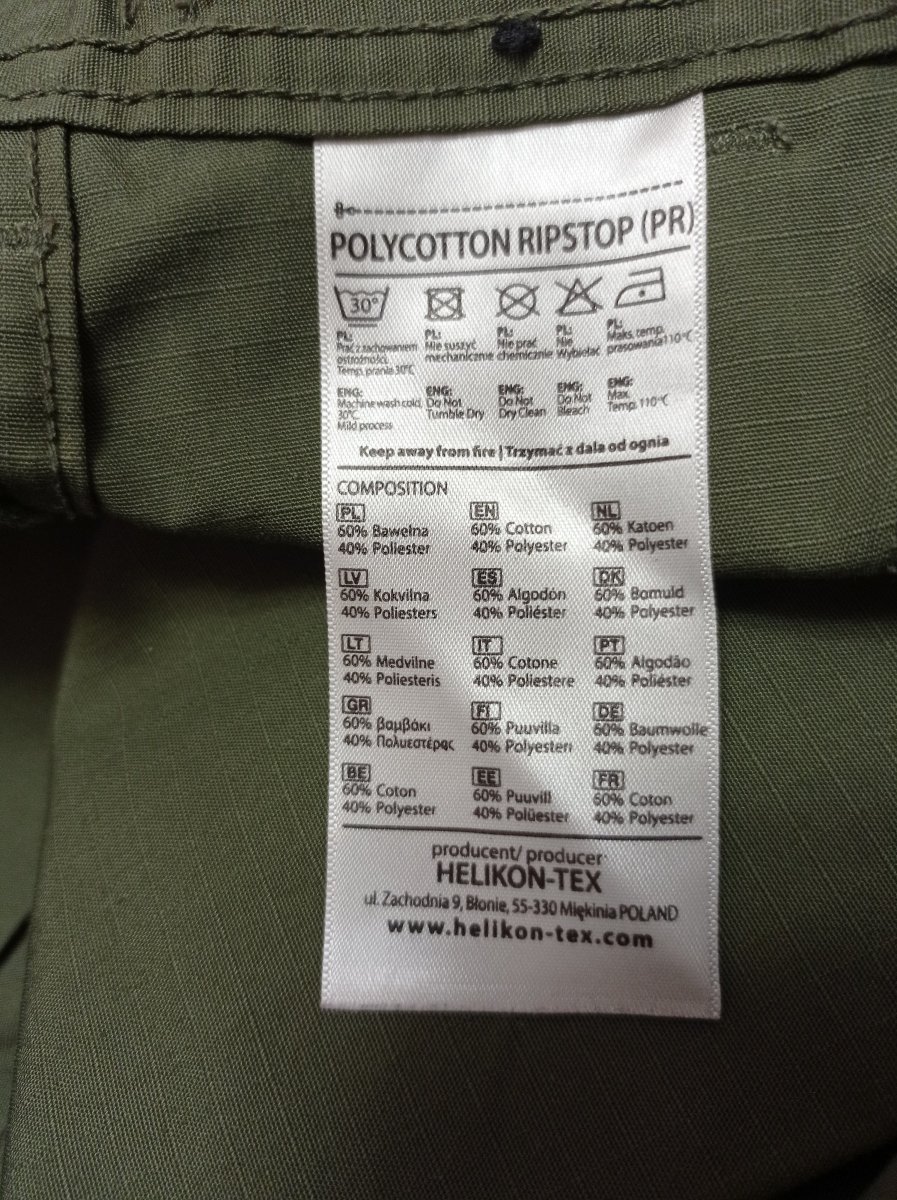 POLYCOTTON RIPSTOP (PR)
30°
PL:
Prać z zachowaniem
ostrożności.
Temp. prania 30°C
PL:
Nie suszyć
mechanicznie
PL:
Nie prać
chemicznie
PL:
Nie
Wybielać
PL:
Maks. temp.
prasowania 110°C
ENG:
Machine wash cold,
30°C
Mild process
ENG:
Do Not
Tumble Dry
ENG:
Do Not
Dry Clean
ENG:
Do Not
Bleach
ENG:
Max.
Temp. 110°C
Keep away from fire | Trzymać z dala od ognia
COMPOSITION
PL
60% Bawełna
40% Poliester
EN
60% Cotton
40% Polyester
NL
60% Katoen
40% Polyester
LV
60% Kokvilna
40% Poliesters
ES
60% Algodón
40% Poliéster
DK
60% Bomuld
40% Polyester
LT
60% Medvilne
40% Poliesteris
IT
60% Cotone
40% Poliestere
PT
60% Algodão
40% Poliéster
GR
60% βαμβάκι
40% Πολυεστέρας
FI
60% Puuvilla
40% Polyesteri
DE
60% Baumwolle
40% Polyester
BE
60% Coton
40% Polyester
EE
60% Puuvill
40% Polüester
FR
60% Coton
40% Polyester
producent/ producer
HELIKON-TEX
ul. Zachodnia 9, Błonie, 55-330 Miękinia POLAND
www.helikon-tex.com